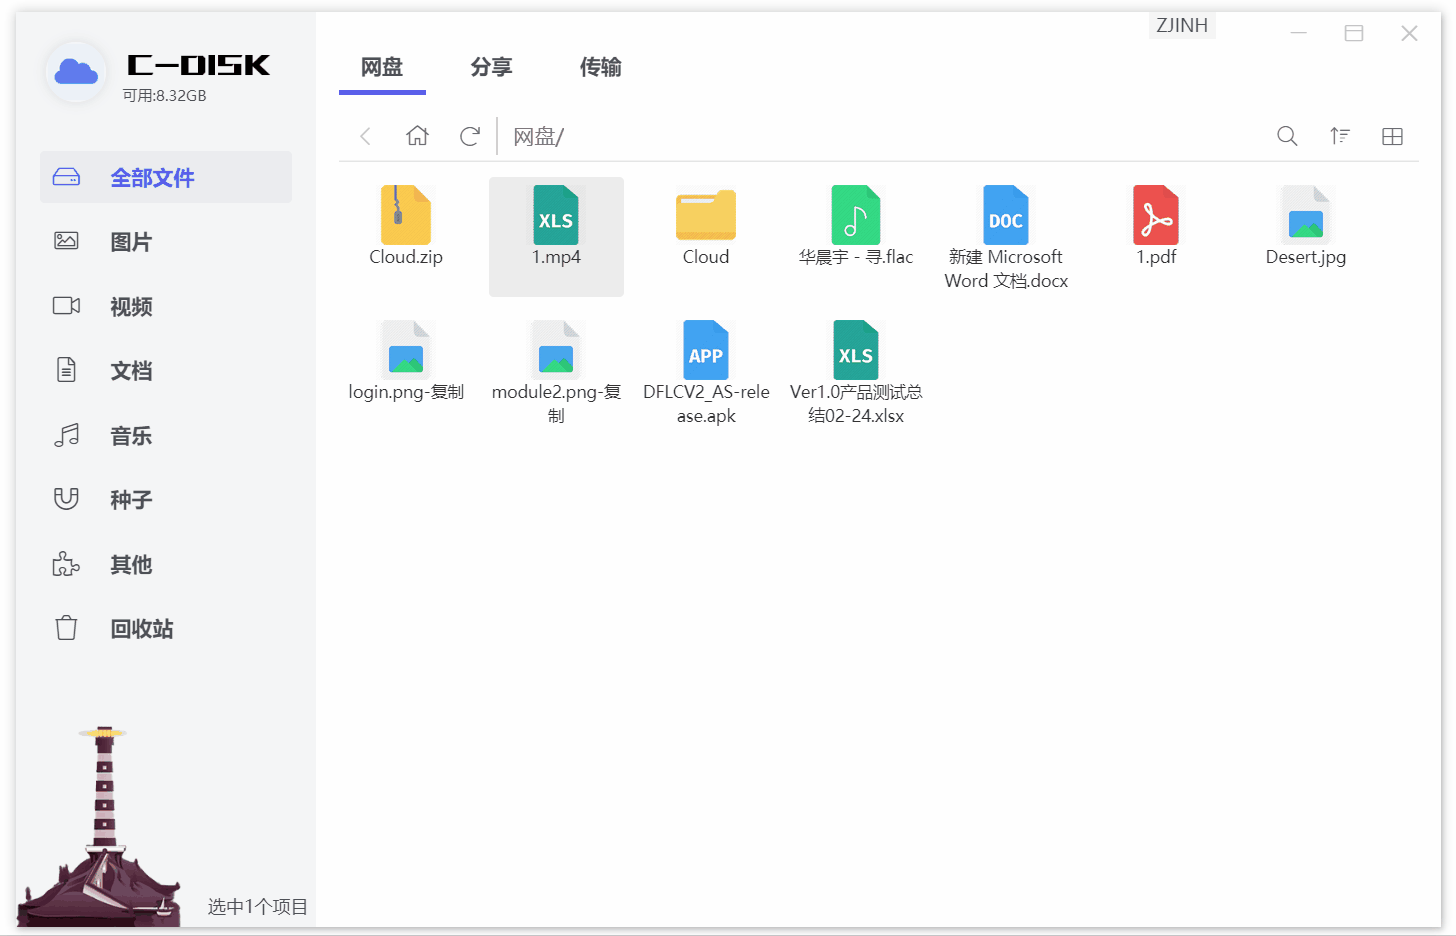 ZJINH
C-DISK
可用:8.32GB
网盘
分享
传输
网盘/
全部文件
图片
视频
文档
音乐
种子
其他
回收站
选中1个项目
Cloud.zip
XLS
1.mp4
Cloud
华晨宇 - 寻.flac
DOC
新建 Microsoft
Word 文档.docx
1.pdf
Desert.jpg
login.png-复制
module2.png-复
制
APP
DFLCV2_AS-rele
ase.apk
XLS
Ver1.0产品测试总
结02-24.xlsx